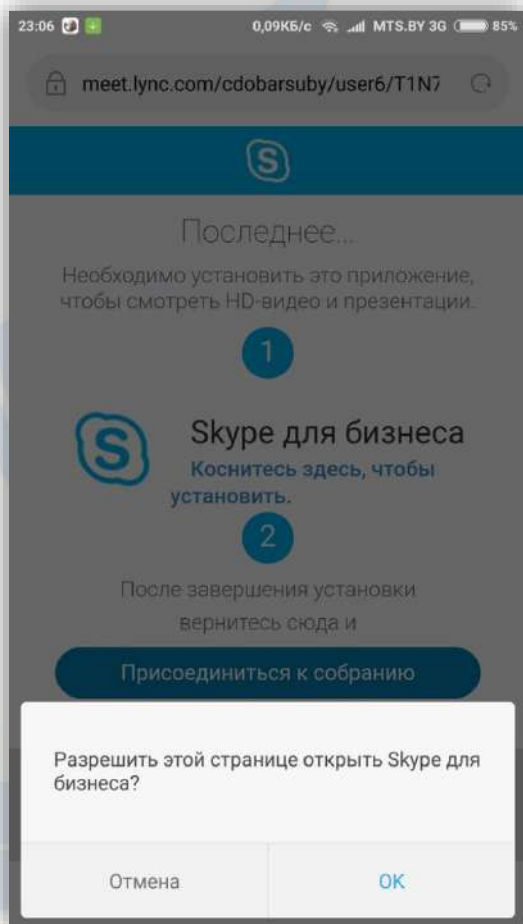 23:06 0,09КБ/с MTS.BY 3G 85%
meet.lync.com/cdobarsuby/user6/T1N7
Последнее...
Необходимо установить это приложение,
чтобы смотреть HD-видео и презентации.
1
Skype для бизнеса
Коснитесь здесь, чтобы
установить.
2
После завершения установки
вернитесь сюда и
Присоединиться к собранию
Разрешить этой странице открыть Skype для
бизнеса?
Отмена OK